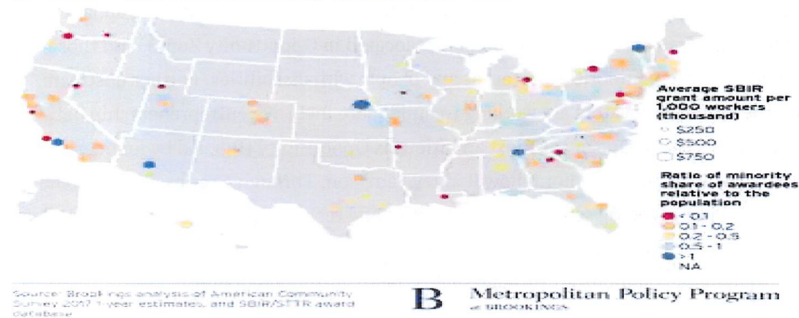 Average SBIR
grant amount per
1,000 workers
(thousand)
$250
$500
$750
Ratio of minority
share of awardees
relative to the
population
< 0.1
0.1 - 0.2
0.2 - 0.5
0.5 - 1
> 1
NA
Source: Brookings analysis of American Community
Survey 2017 1-year estimates, and SBIR/STTR award
database
B Metropolitan Policy Program
at BROOKINGS